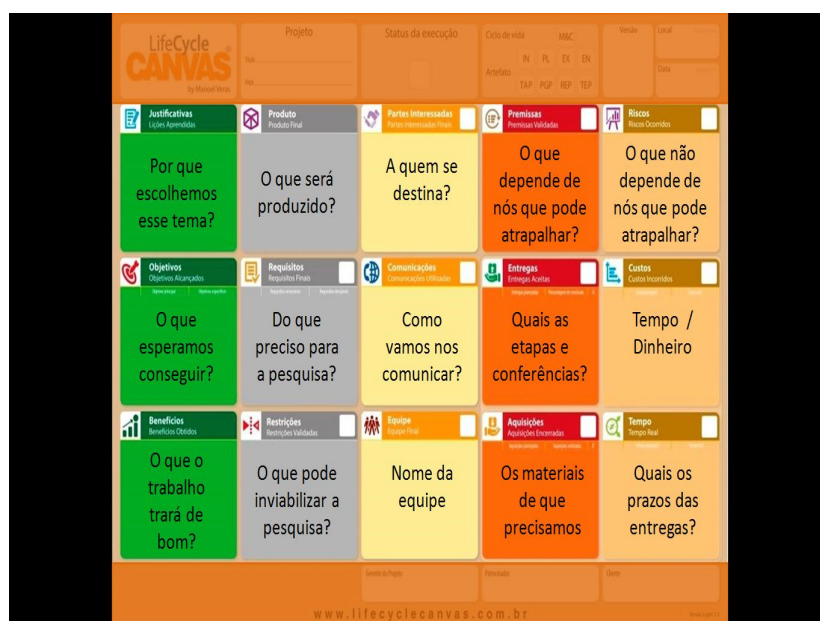 LifeCycle
CANVAS
by Manoel Veras
Projeto
Título
Status da execução
Ciclo de vida
M&C
IN PL EX EN
Artefato
TAP PGP REP TEP
Versão
Local
Data
Justificativas
Lições Aprendidas
Por que
escolhemos
esse tema?
Produto
Produto Final
O que será
produzido?
Partes Interessadas
Partes Interessadas Finais
A quem se
destina?
Premissas
Premissas Validadas
O que
depende de
nós que pode
atrapalhar?
Riscos
Riscos Ocorridos
O que não
depende de
nós que pode
atrapalhar?
Objetivos
Objetivos Alcançados
Objetivo principal Objetivos específicos
O que
esperamos
conseguir?
Requisitos
Requisitos Finais
Do que
preciso para
a pesquisa?
Comunicações
Comunicações Utilizadas
Como
vamos nos
comunicar?
Entregas
Entregas Aceitas
Quais as
etapas e
conferências?
Custos
Custos Incorridos
Tempo /
Dinheiro
Benefícios
Benefícios Obtidos
O que o
trabalho
trará de
bom?
Restrições
Restrições Validadas
O que pode
inviabilizar a
pesquisa?
Equipe
Equipe Final
Nome da
equipe
Aquisições
Aquisições Encerradas
Os materiais
de que
precisamos
Tempo
Tempo Real
Quais os
prazos das
entregas?
Gerente do Projeto
Patrocinador
Cliente
www.lifecyclecanvas.com.br